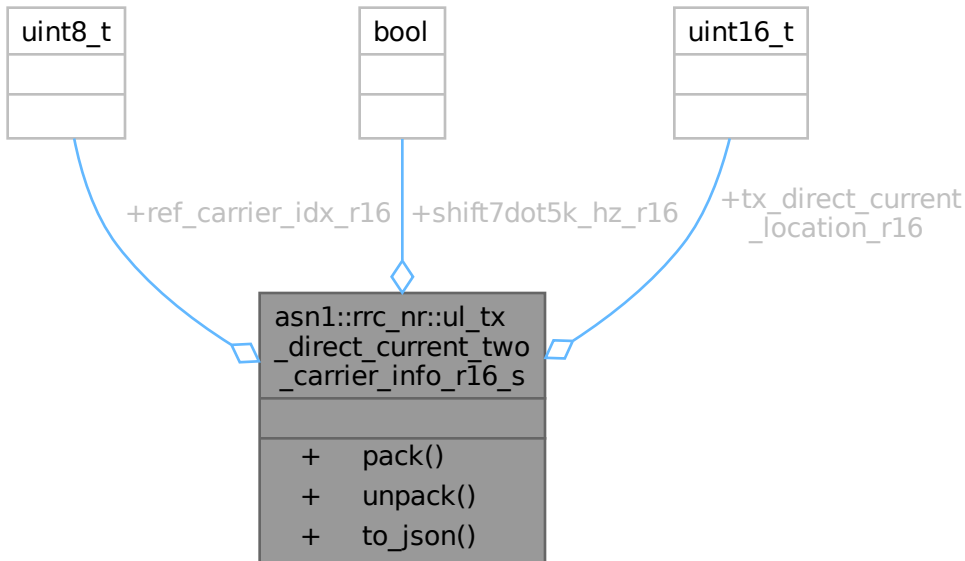 uint8_t
bool
uint16_t
+ref_carrier_idx_r16
+shift7dot5k_hz_r16
+tx_direct_current
_location_r16
asn1::rrc_nr::ul_tx
_direct_current_two
_carrier_info_r16_s
+ pack()
+ unpack()
+ to_json()